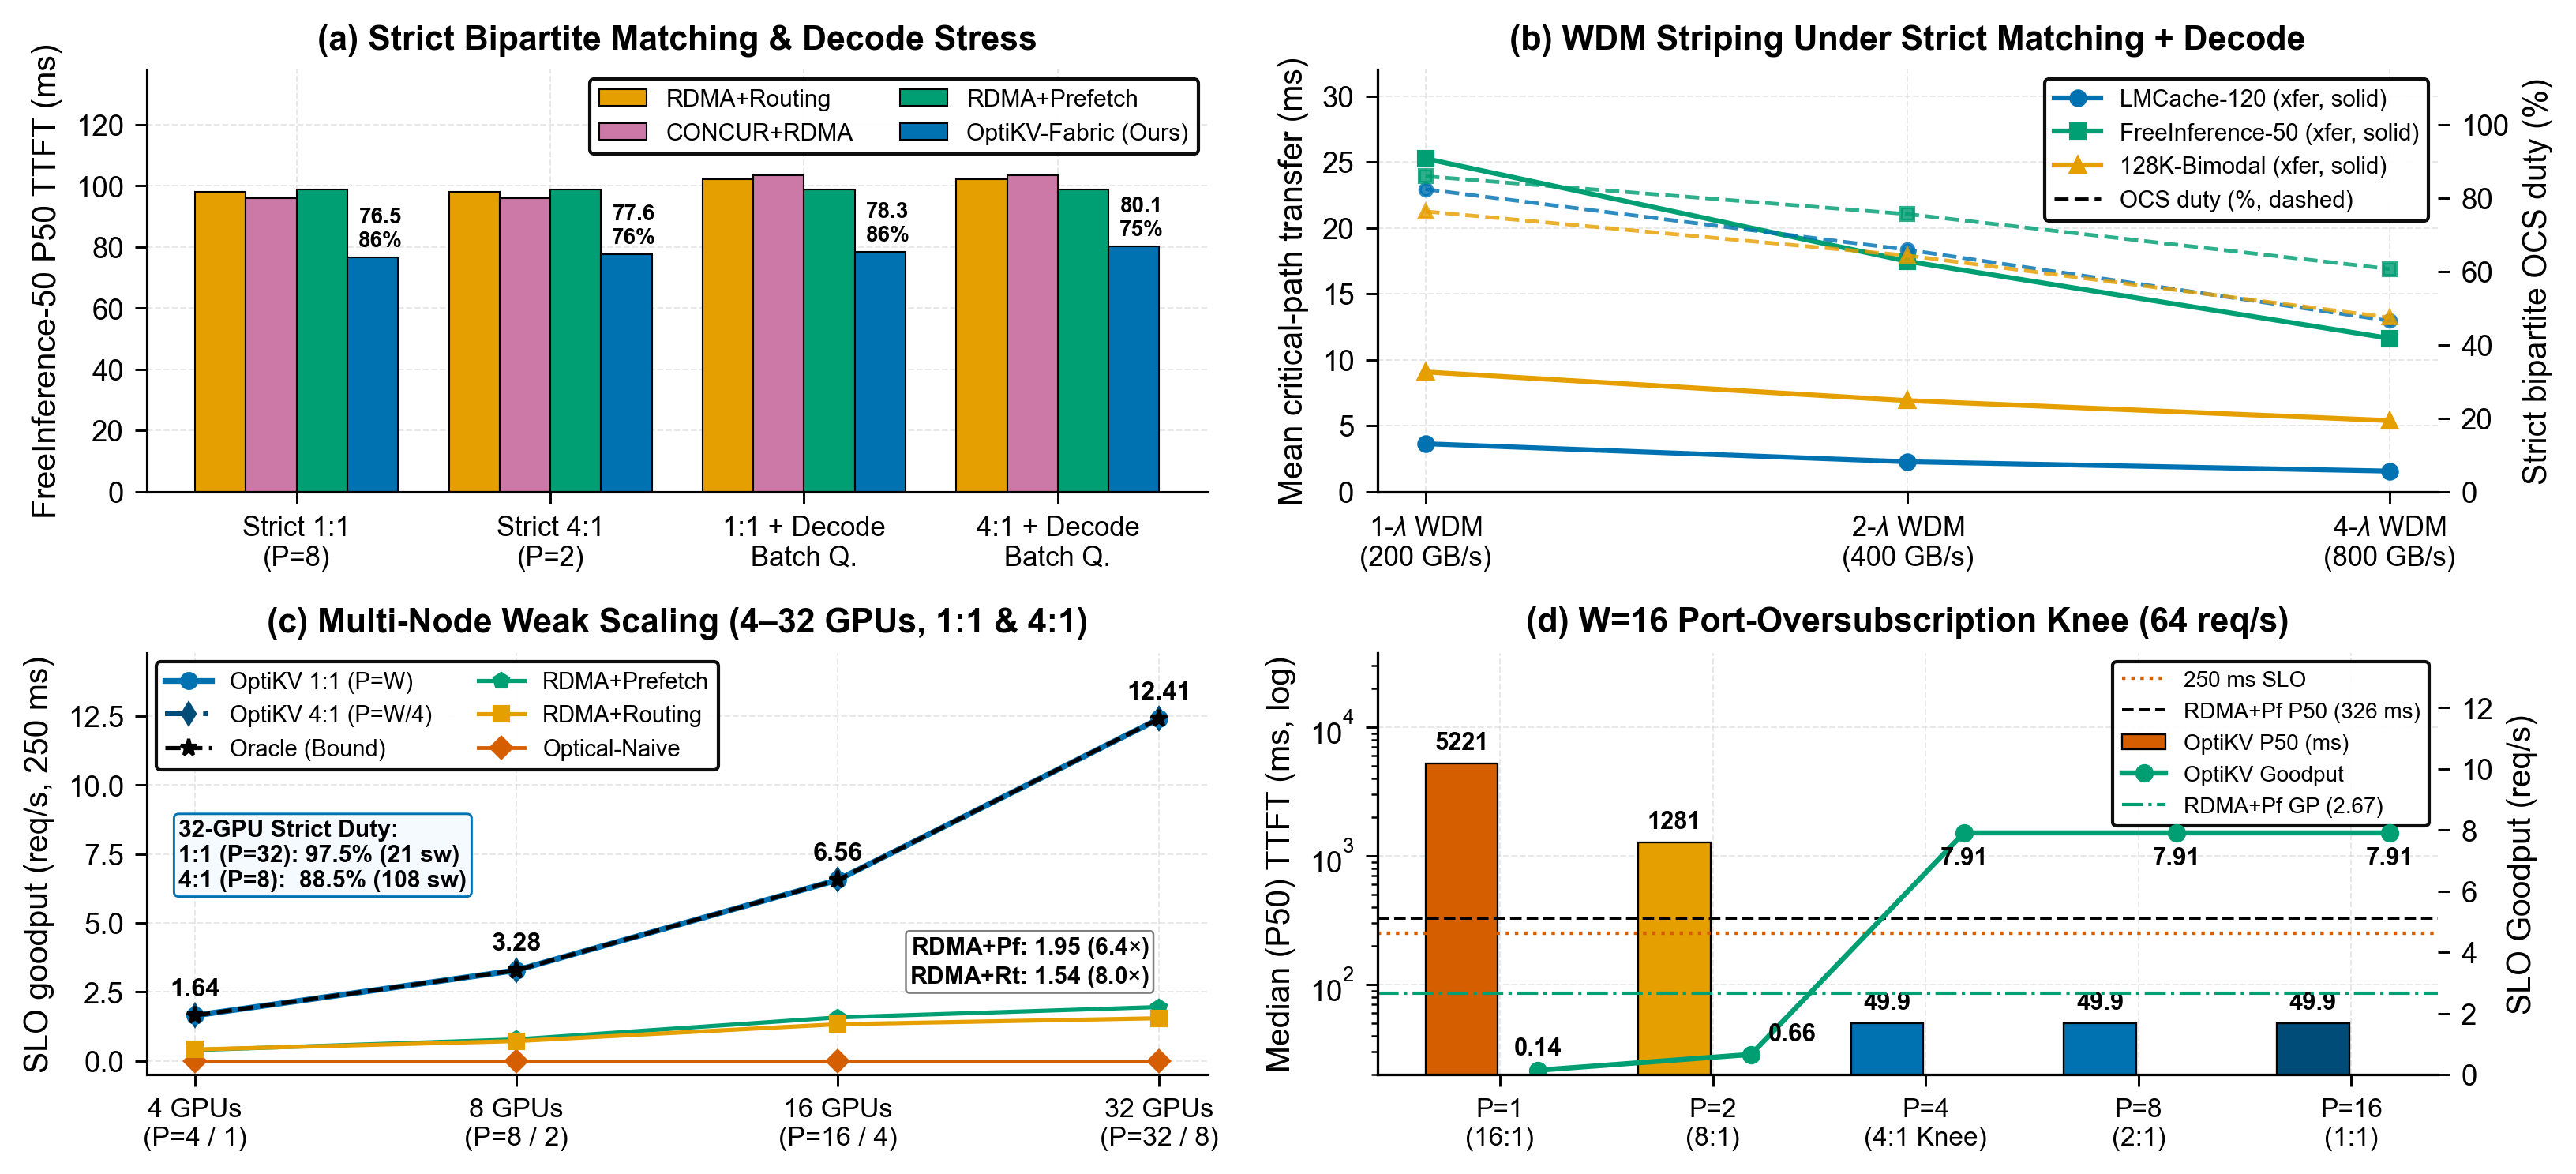 (a) Strict Bipartite Matching & Decode Stress
FreeInference-50 P50 TTFT (ms)
120
100
80
60
40
20
0
RDMA+Routing
CONCUR+RDMA
RDMA+Prefetch
OptiKV-Fabric (Ours)
76.5
86%
77.6
76%
78.3
86%
80.1
75%
Strict 1:1
(P=8)
Strict 4:1
(P=2)
1:1 + Decode
Batch Q.
4:1 + Decode
Batch Q.
(b) WDM Striping Under Strict Matching + Decode
Mean critical-path transfer (ms)
30
25
20
15
10
5
0
LMCache-120 (xfer, solid)
FreeInference-50 (xfer, solid)
128K-Bimodal (xfer, solid)
OCS duty (%, dashed)
100
80
60
40
20
0
Strict bipartite OCS duty (%)
1-λ WDM
(200 GB/s)
2-λ WDM
(400 GB/s)
4-λ WDM
(800 GB/s)
(c) Multi-Node Weak Scaling (4–32 GPUs, 1:1 & 4:1)
SLO goodput (req/s, 250 ms)
12.5
10.0
7.5
5.0
2.5
0.0
OptiKV 1:1 (P=W)
OptiKV 4:1 (P=W/4)
Oracle (Bound)
RDMA+Prefetch
RDMA+Routing
Optical-Naive
32-GPU Strict Duty:
1:1 (P=32): 97.5% (21 sw)
4:1 (P=8): 88.5% (108 sw)
1.64
3.28
6.56
12.41
RDMA+Pf: 1.95 (6.4×)
RDMA+Rt: 1.54 (8.0×)
4 GPUs
(P=4 / 1)
8 GPUs
(P=8 / 2)
16 GPUs
(P=16 / 4)
32 GPUs
(P=32 / 8)
(d) W=16 Port-Oversubscription Knee (64 req/s)
Median (P50) TTFT (ms, log)
10⁴
10³
10²
250 ms SLO
RDMA+Pf P50 (326 ms)
OptiKV P50 (ms)
OptiKV Goodput
RDMA+Pf GP (2.67)
5221
1281
49.9
49.9
49.9
0.14
0.66
7.91
7.91
7.91
12
10
8
6
4
2
0
SLO Goodput (req/s)
P=1
(16:1)
P=2
(8:1)
P=4
(4:1 Knee)
P=8
(2:1)
P=16
(1:1)